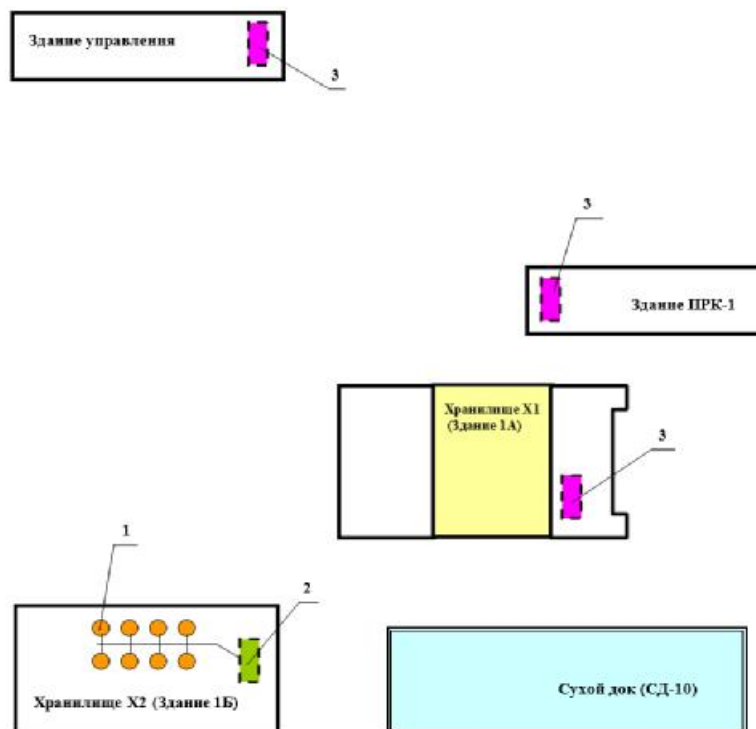 Здание управления
3
3
Здание ПРК-1
Хранилище Х1
(Здание 1А)
3
1
2
Хранилище Х2 (Здание 1Б)
Сухой док (СД-10)